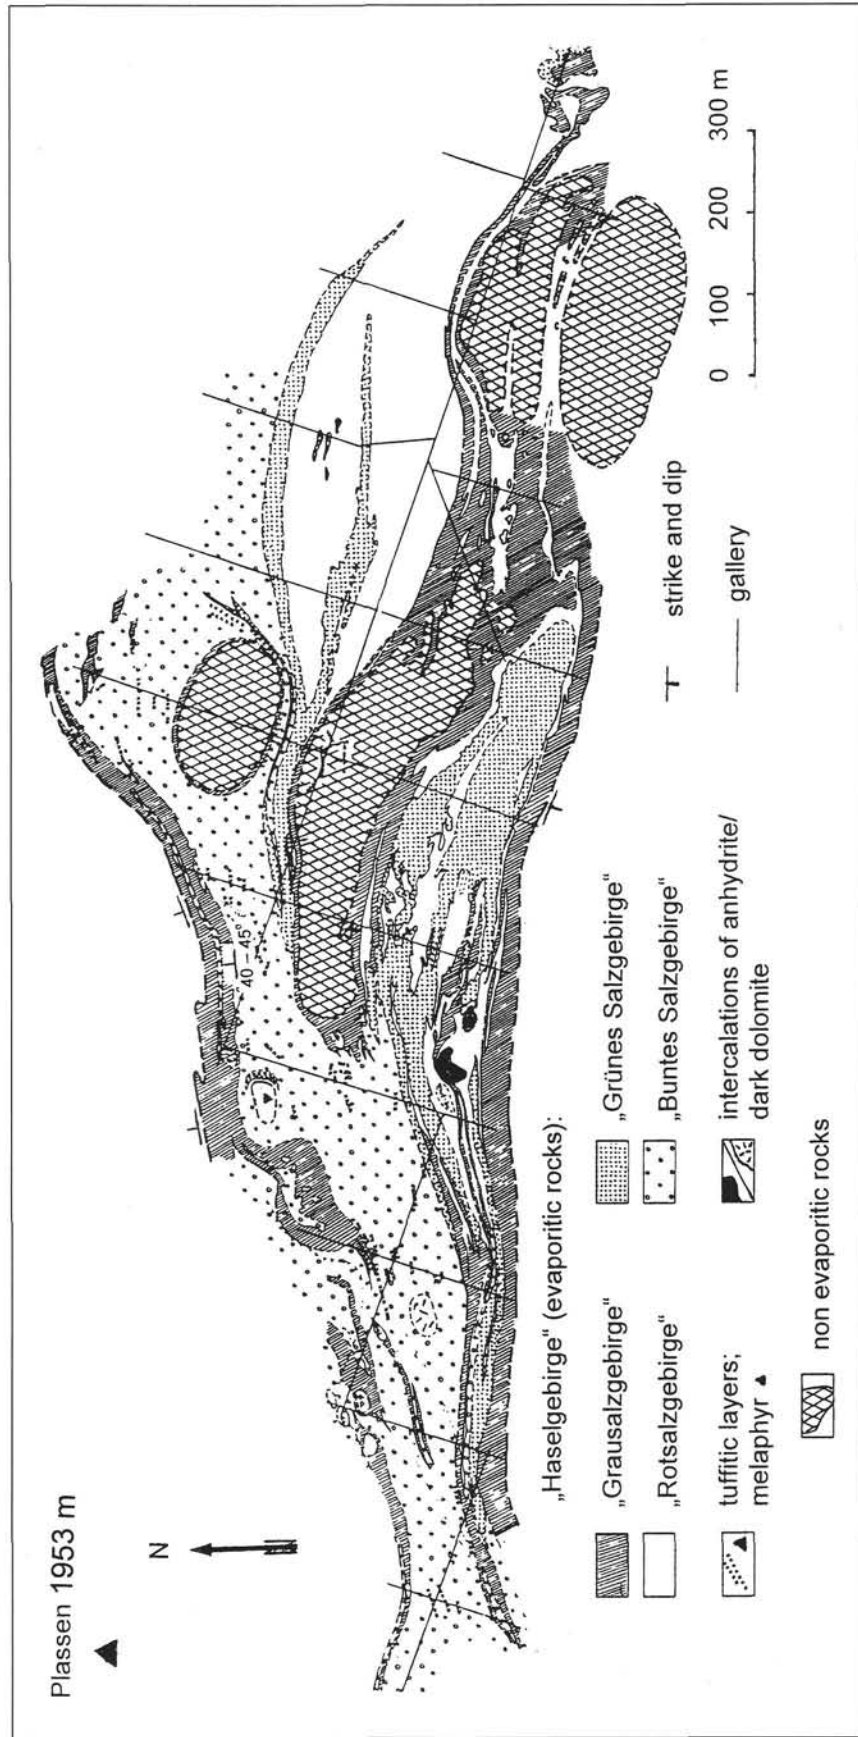 Plassen 1953 m
N
40 – 45°
„Haselgebirge“ (evaporitic rocks):
„Grausalzgebirge“
„Rotsalzgebirge“
„Grünes Salzgebirge“
„Buntes Salzgebirge“
tuffitic layers;
melaphyr
intercalations of anhydrite/
dark dolomite
non evaporitic rocks
strike and dip
gallery
0 100 200 300 m